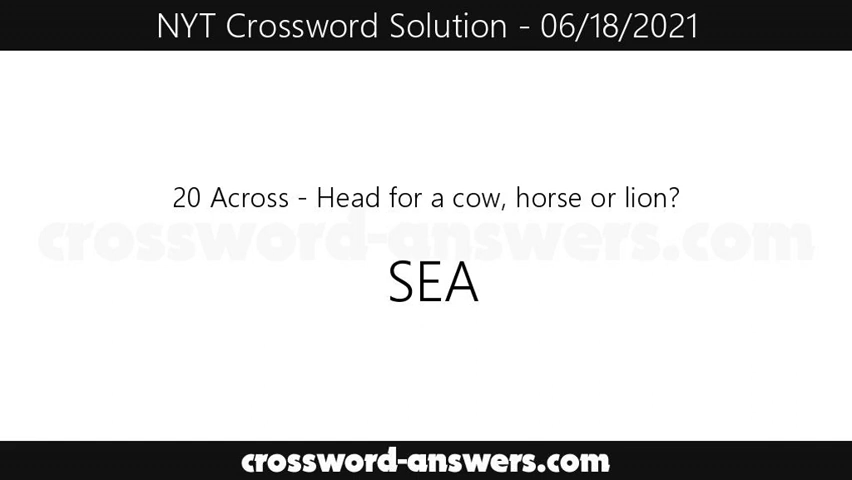 NYT Crossword Solution - 06/18/2021
20 Across - Head for a cow, horse or lion?
crossword-answers.com
SEA
crossword-answers.com